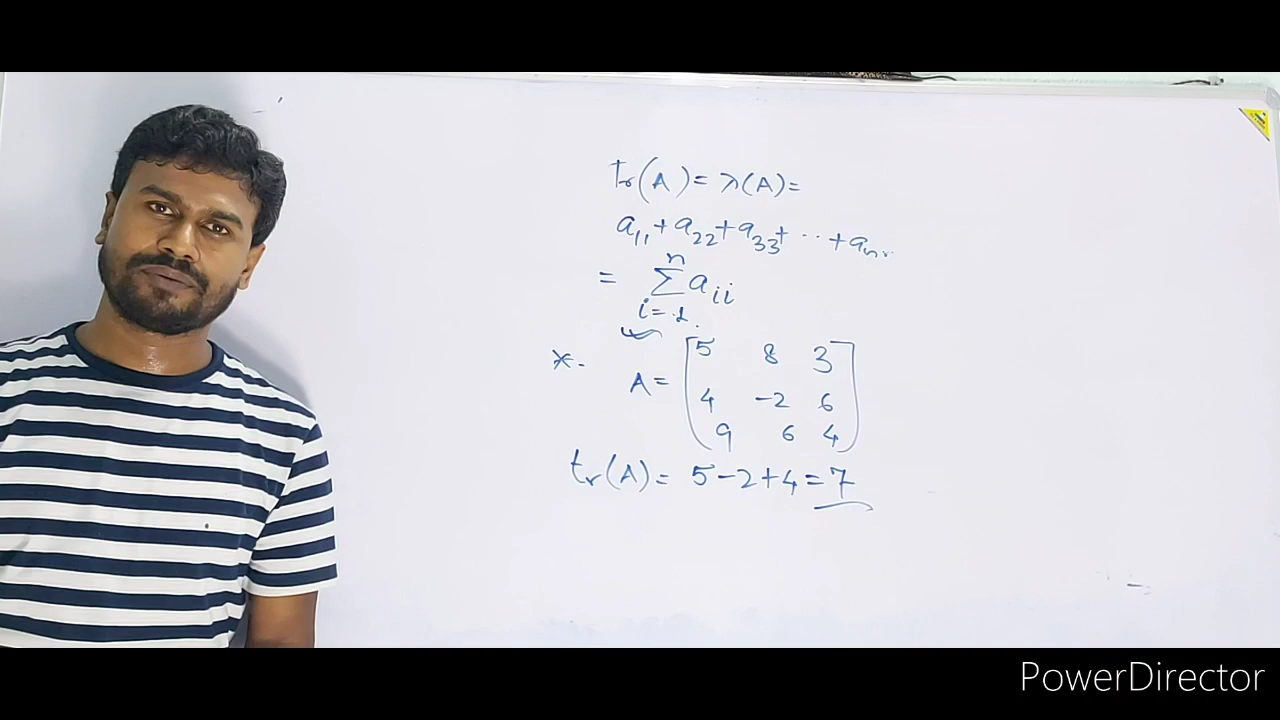 tr(A) = λ(A) =
a₁₁ + a₂₂ + a₃₃ + ·· + aₙₙ
= ∑ⁿᵢ₌₁ aᵢᵢ
*. A = [5 8 3
4 -2 6
9 6 4]
tr(A) = 5-2+4=7
PowerDirector